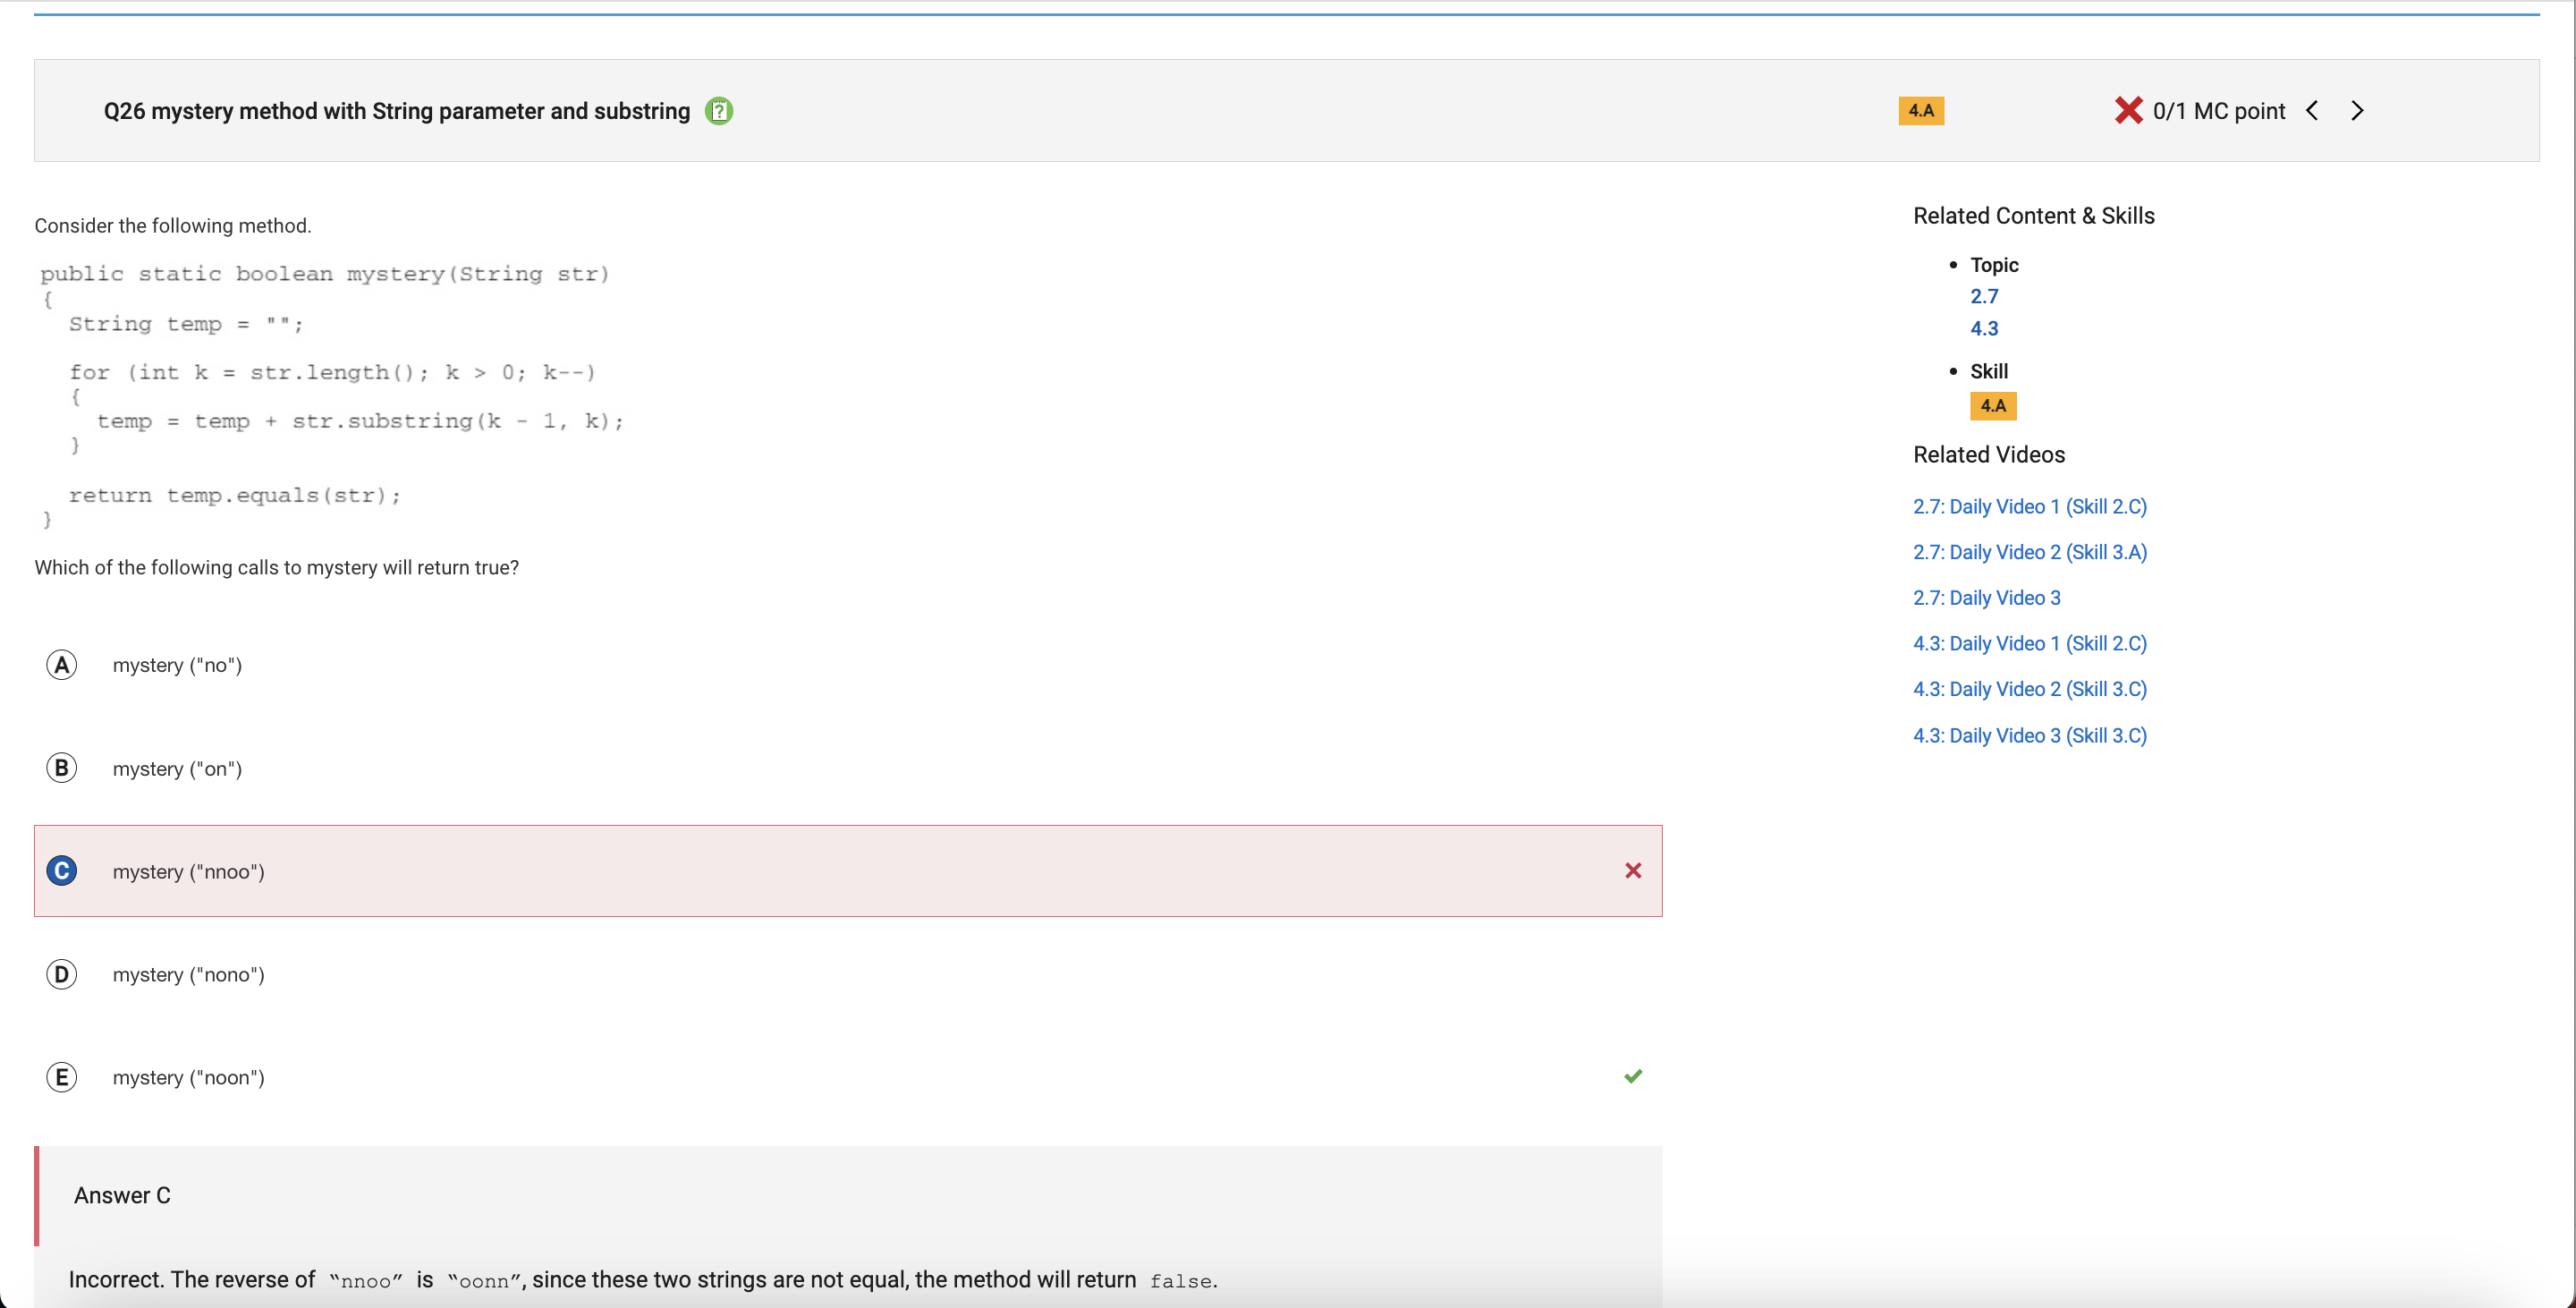 Q26 mystery method with String parameter and substring
4.A
0/1 MC point
Consider the following method.
public static boolean mystery(String str)
{
String temp = "";
for (int k = str.length(); k > 0; k--)
{
temp = temp + str.substring(k - 1, k);
}
return temp.equals(str);
}
Which of the following calls to mystery will return true?
A mystery ("no")
B mystery ("on")
C mystery ("nnoo")
D mystery ("nono")
E mystery ("noon")
Answer C
Incorrect. The reverse of “nnoo” is “oonn”, since these two strings are not equal, the method will return false.
Related Content & Skills
• Topic
2.7
4.3
• Skill
4.A
Related Videos
2.7: Daily Video 1 (Skill 2.C)
2.7: Daily Video 2 (Skill 3.A)
2.7: Daily Video 3
4.3: Daily Video 1 (Skill 2.C)
4.3: Daily Video 2 (Skill 3.C)
4.3: Daily Video 3 (Skill 3.C)